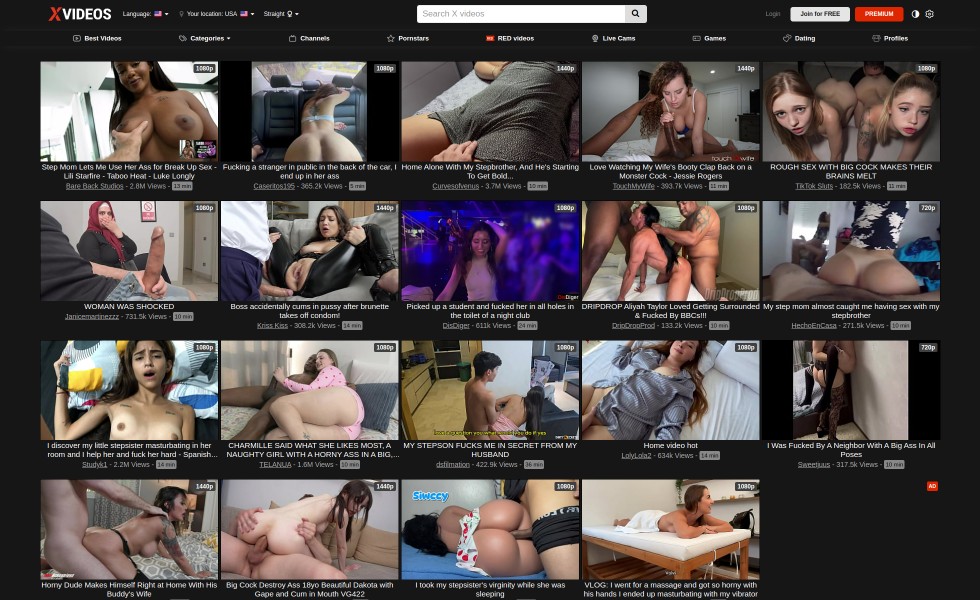 XVIDEOS
Language:
Your location: USA
Straight
Search X videos
Login
Join for FREE
PREMIUM
Best Videos
Categories
Channels
Pornstars
RED videos
Live Cams
Games
Dating
Profiles
1080p
1080p
1440p
1440p
1080p
Step Mom Lets Me Use Her Ass for Break Up Sex -
Lili Starfire - Taboo Heat - Luke Longly
Bare Back Studios - 2.8M Views - 13 min
Fucking a stranger in public in the back of the car, I
end up in her ass
Caseritos195 - 365.2k Views - 5 min
Home Alone With My Stepbrother, And He's Starting
To Get Bold...
Curvesofvenus - 3.7M Views - 10 min
touchmywife
Love Watching My Wife's Booty Clap Back on a
Monster Cock - Jessie Rogers
TouchMyWife - 393.7k Views - 11 min
ROUGH SEX WITH BIG COCK MAKES THEIR
BRAINS MELT
TikTok Sluts - 182.5k Views - 11 min
1080p
1440p
1080p
1080p
720p
WOMAN WAS SHOCKED
Janicemartinezzz - 731.5k Views - 10 min
Boss accidentally cums in pussy after brunette
takes off condom!
Kriss Kiss - 308.2k Views - 14 min
DisDiger
Picked up a student and fucked her in all holes in
the toilet of a night club
DisDiger - 611k Views - 24 min
DripDropProd
DRIPDROP Aliyah Taylor Loved Getting Surrounded
& Fucked By BBCs!!!
DripDropProd - 133.2k Views - 10 min
My step mom almost caught me having sex with my
stepbrother
HechoEnCasa - 271.5k Views - 10 min
1080p
1080p
1080p
1080p
720p
I discover my little stepsister masturbating in her
room and I help her and fuck her hard - Spanish...
Studyk1 - 2.2M Views - 14 min
CHARMILLE SAID WHAT SHE LIKES MOST, A
NAUGHTY GIRL WITH A HORNY ASS IN A BIG,...
TELANUA - 1.6M Views - 10 min
MY STEPSON FUCKS ME IN SECRET FROM MY
HUSBAND
dsfilmation - 422.9k Views - 36 min
Home video hot
LolyLola2 - 634k Views - 14 min
I Was Fucked By A Neighbor With A Big Ass In All
Poses
Sweetjuus - 317.5k Views - 10 min
1440p
1440p
1080p
1080p
AD
Horny Dude Makes Himself Right at Home With His
Buddy's Wife
Big Cock Destroy Ass 18yo Beautiful Dakota with
Gape and Cum in Mouth VG422
Siwccy
I took my stepsister's virginity while she was
sleeping
VLOG: I went for a massage and got so horny with
his hands I ended up masturbating with my vibrator